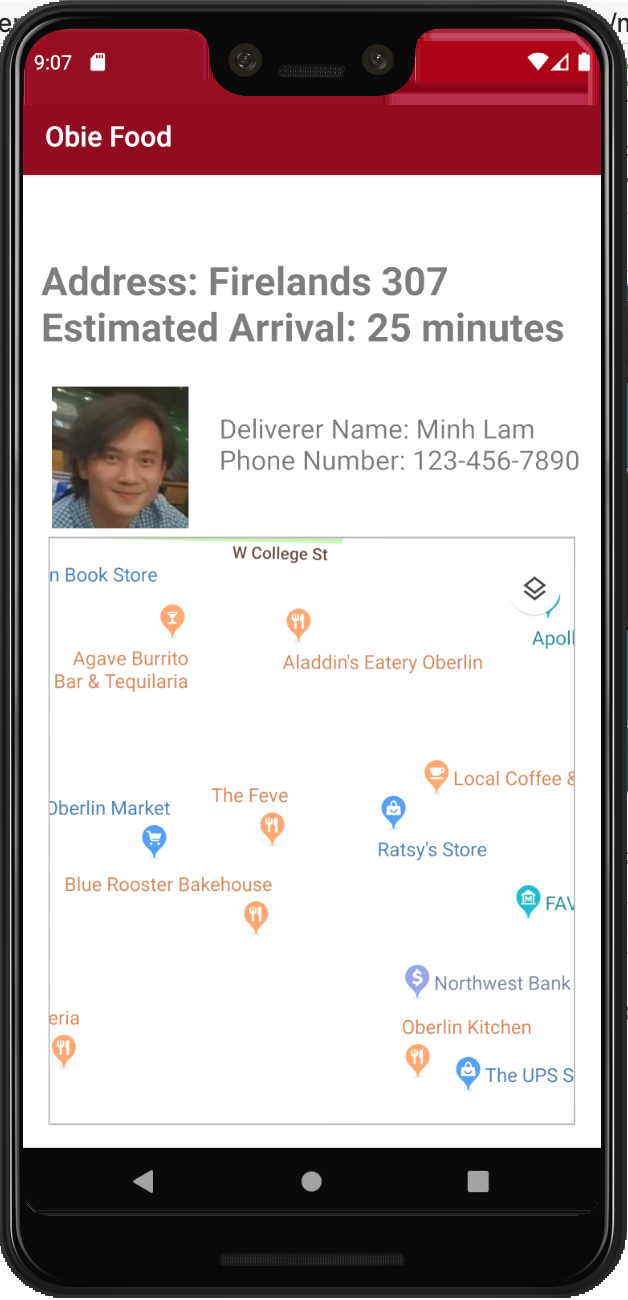 9:07
Obie Food
Address: Firelands 307
Estimated Arrival: 25 minutes
Deliverer Name: Minh Lam
Phone Number: 123-456-7890
W College St
n Book Store
Agave Burrito
Bar & Tequilaria
Aladdin's Eatery Oberlin
Apoll
Local Coffee &
The Feve
Oberlin Market
Ratsy's Store
Blue Rooster Bakehouse
FAV
Northwest Bank
eria
Oberlin Kitchen
The UPS S